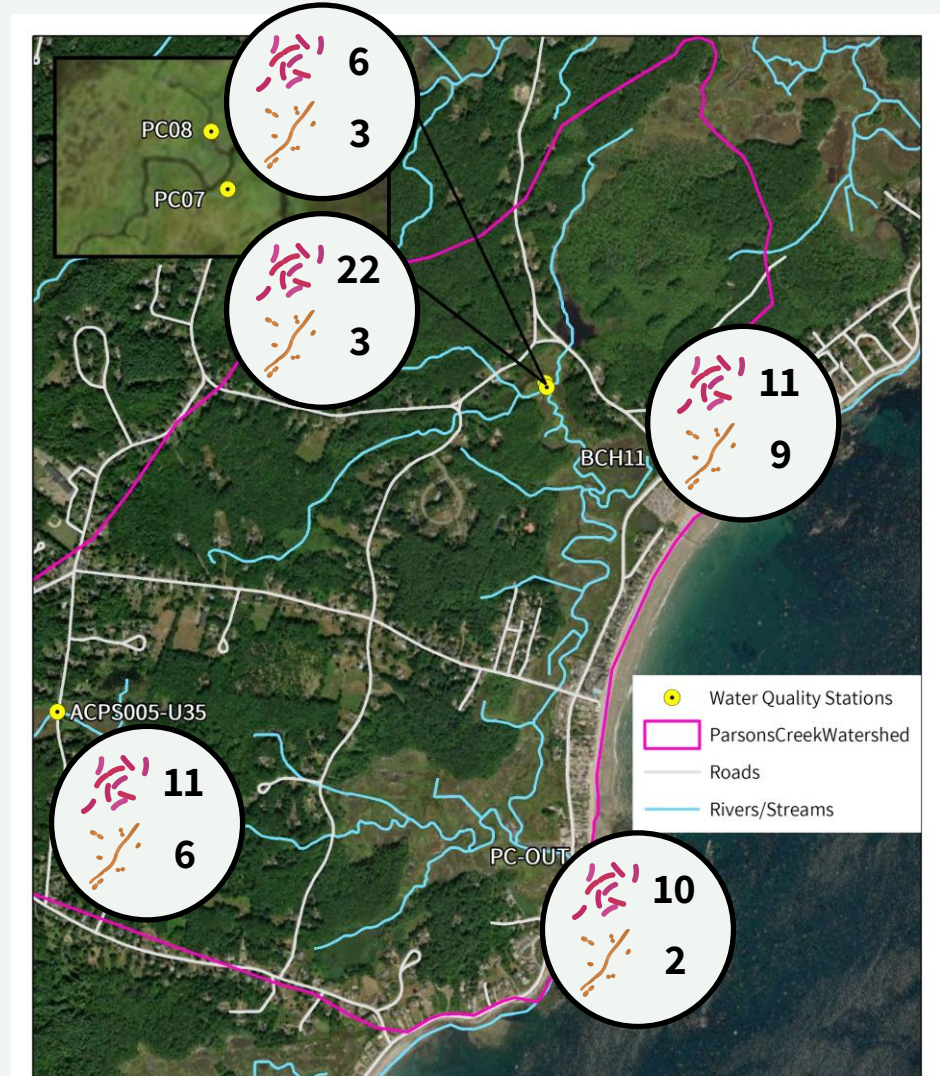 6
3
PC08
PC07
22
3
11
9
BCH11
ACPS005-U35
Water Quality Stations
ParsonsCreekWatershed
Roads
Rivers/Streams
11
6
PC-OUT
10
2